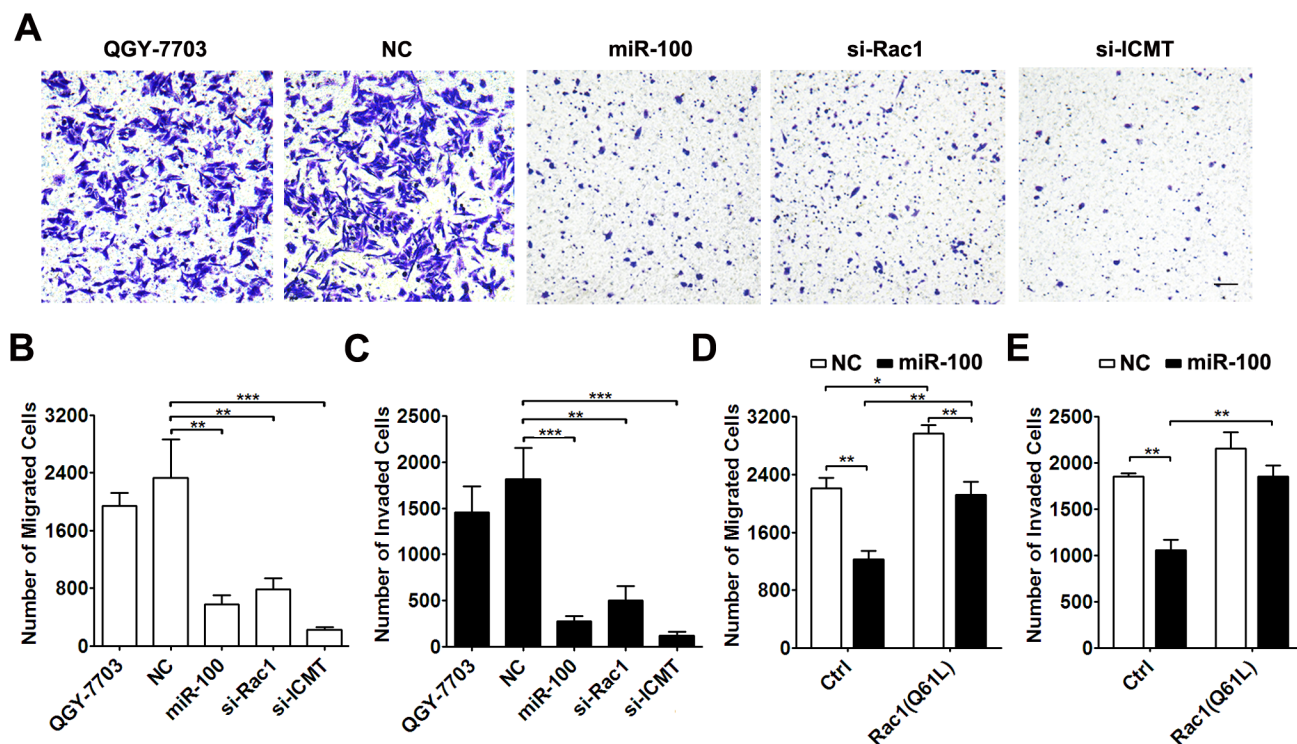 A
QGY-7703 NC miR-100 si-Rac1 si-ICMT
B
Number of Migrated Cells
3200
2400
1600
800
0
***
**
**
QGY-7703 NC miR-100 si-Rac1 si-ICMT
C
Number of Invaded Cells
2500
2000
1500
1000
500
0
***
**
***
QGY-7703 NC miR-100 si-Rac1 si-ICMT
D
NC miR-100
Number of Migrated Cells
3200
2400
1600
800
0
*
**
**
**
Ctrl Rac1(Q61L)
E
NC miR-100
Number of Invaded Cells
2500
2000
1500
1000
500
0
**
**
Ctrl Rac1(Q61L)